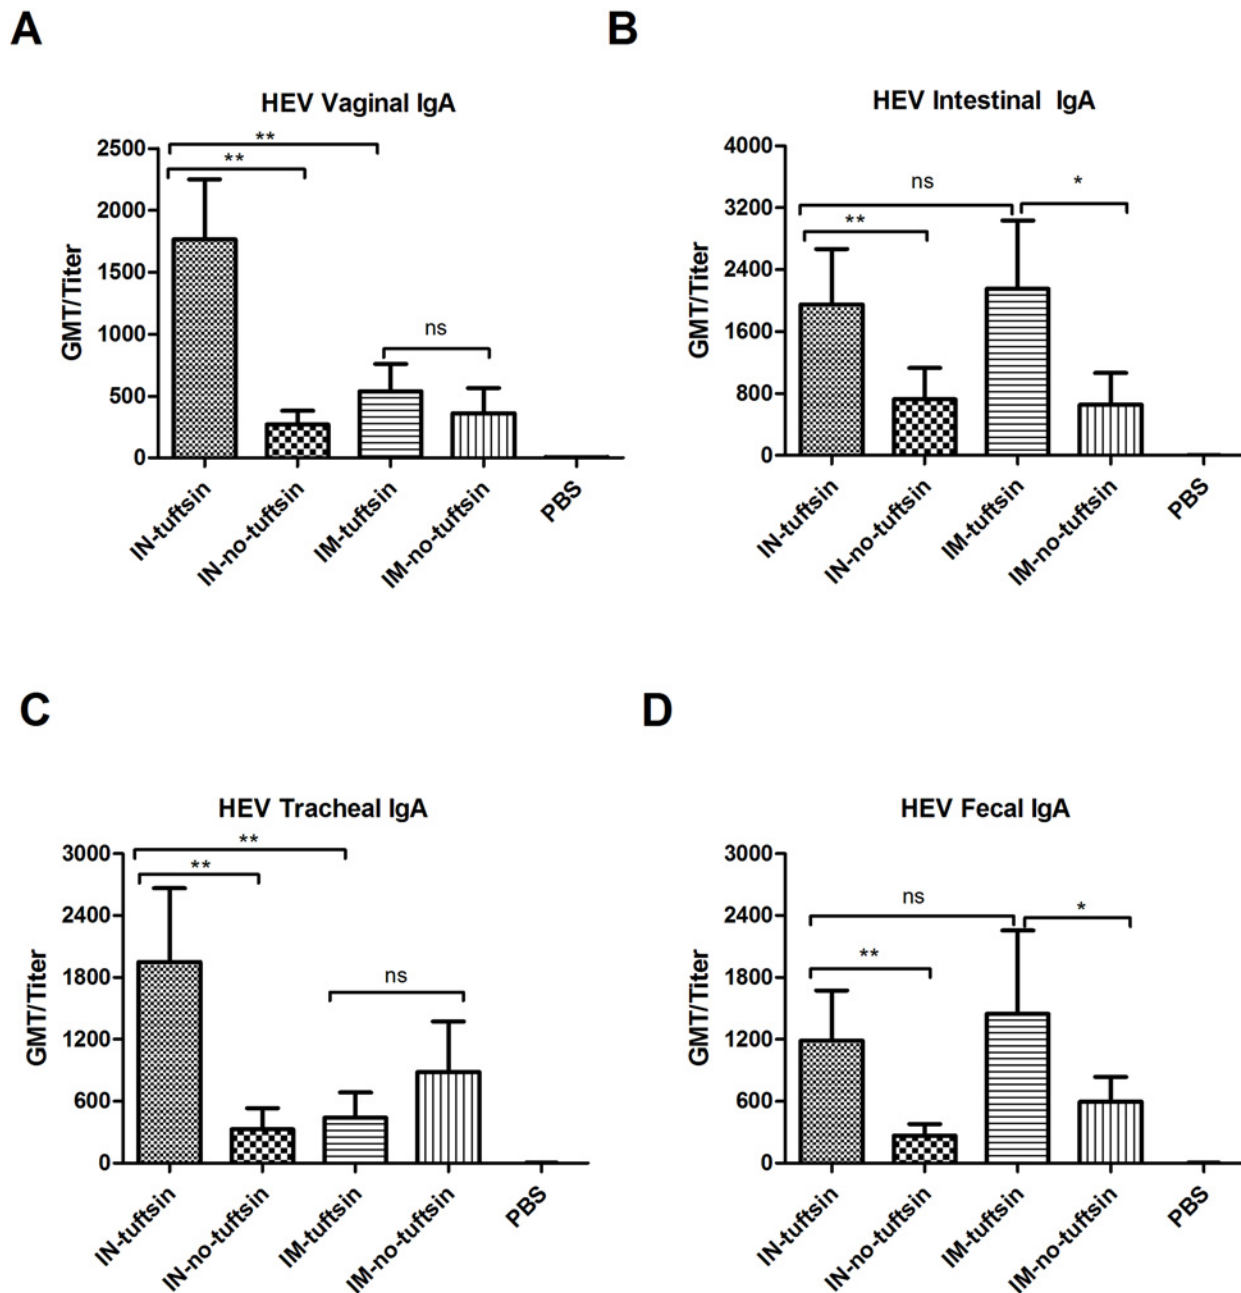 A
HEV Vaginal IgA
GMT/Titer
2500
2000
1500
1000
500
0
**
**
ns
IN-tuftsin
IN-no-tuftsin
IM-tuftsin
IM-no-tuftsin
PBS
B
HEV Intestinal IgA
GMT/Titer
4000
3200
2400
1600
800
0
ns
*
**
IN-tuftsin
IN-no-tuftsin
IM-tuftsin
IM-no-tuftsin
PBS
C
HEV Tracheal IgA
GMT/Titer
3000
2400
1800
1200
600
0
**
**
ns
IN-tuftsin
IN-no-tuftsin
IM-tuftsin
IM-no-tuftsin
PBS
D
HEV Fecal IgA
GMT/Titer
3000
2400
1800
1200
600
0
ns
*
**
IN-tuftsin
IN-no-tuftsin
IM-tuftsin
IM-no-tuftsin
PBS